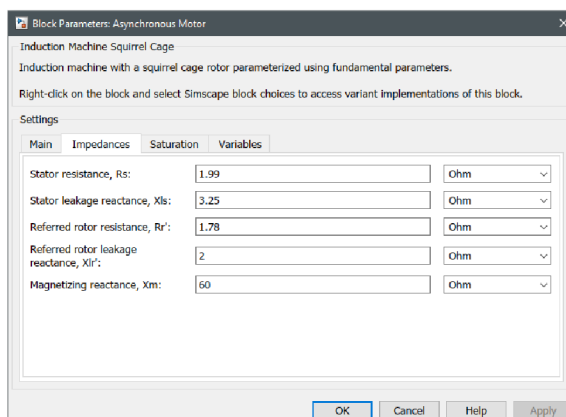 Block Parameters: Asynchronous Motor
Induction Machine Squirrel Cage
Induction machine with a squirrel cage rotor parameterized using fundamental parameters.
Right-click on the block and select Simscape block choices to access variant implementations of this block.
Settings
Main Impedances Saturation Variables
Stator resistance, Rs: 1.99 Ohm
Stator leakage reactance, Xls: 3.25 Ohm
Referred rotor resistance, Rr': 1.78 Ohm
Referred rotor leakage
reactance, Xlr': 2 Ohm
Magnetizing reactance, Xm: 60 Ohm
OK Cancel Help Apply